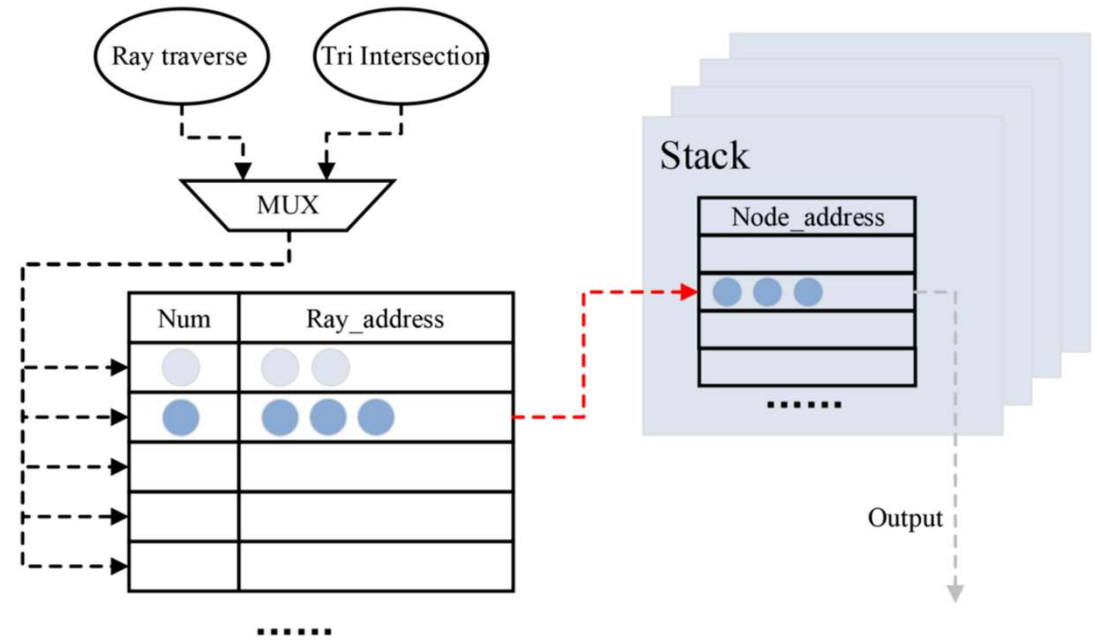 Ray traverse
Tri Intersection
MUX
Num
Ray_address
......
Stack
Node_address
......
Output